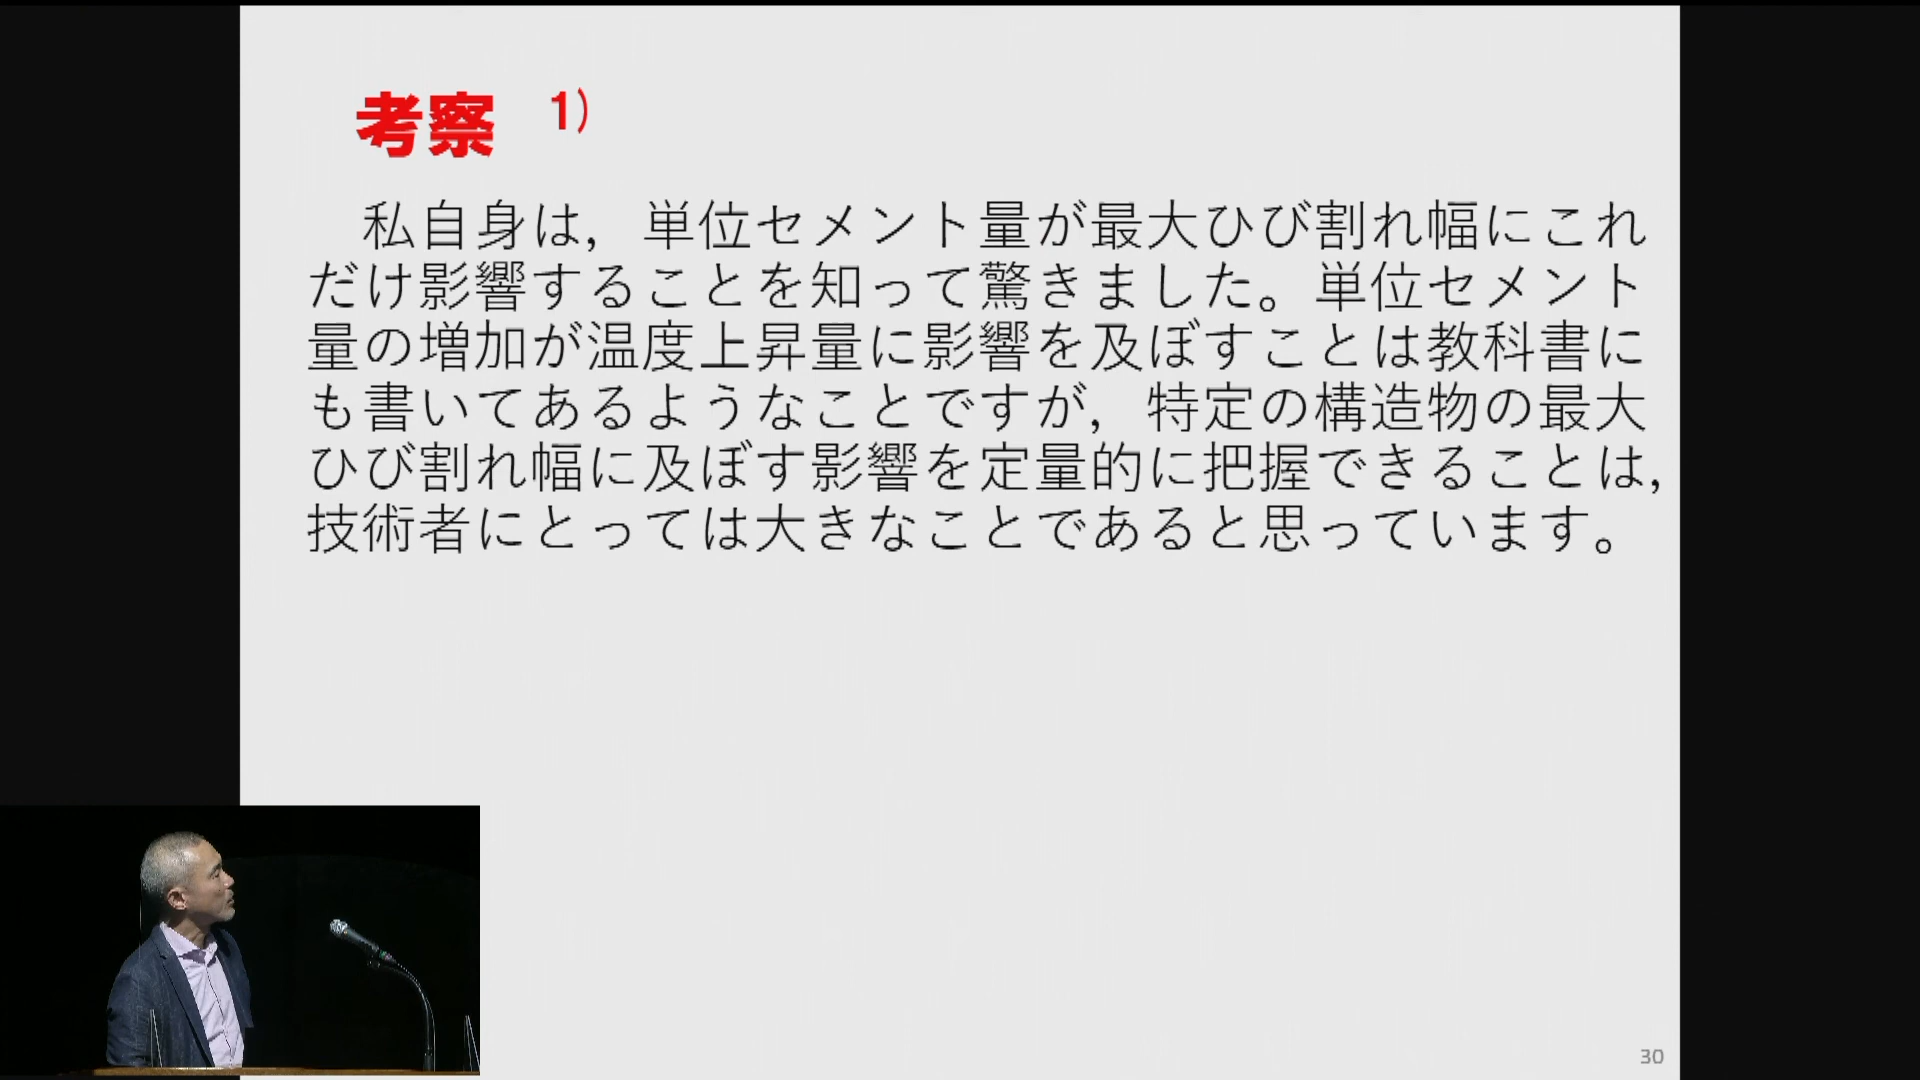 考察 1)
私自身は，単位セメント量が最大ひび割れ幅にこれ
だけ影響することを知って驚きました。単位セメント
量の増加が温度上昇量に影響を及ぼすことは教科書に
も書いてあるようなことですが，特定の構造物の最大
ひび割れ幅に及ぼす影響を定量的に把握できることは，
技術者にとっては大きなことであると思っています。
30